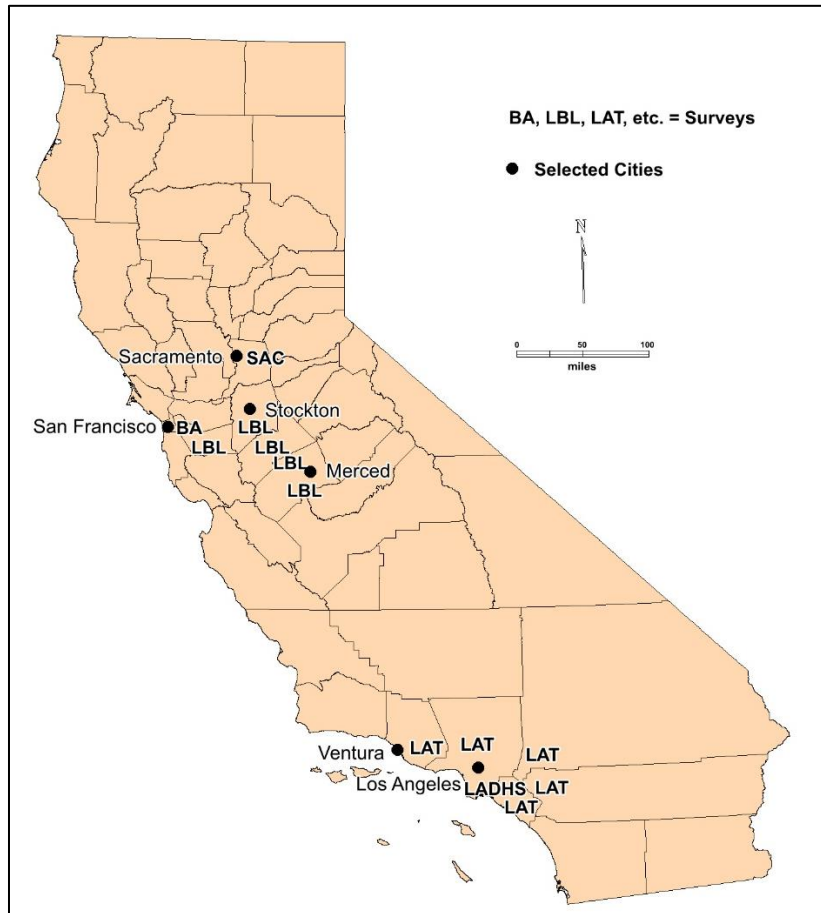 BA, LBL, LAT, etc. = Surveys
Selected Cities
N
0 50 100
miles
Sacramento SAC
Stockton
San Francisco BA LBL
LBL LBL
LBL Merced
LBL
Ventura LAT LAT LAT
Los Angeles LADHS LAT
LAT